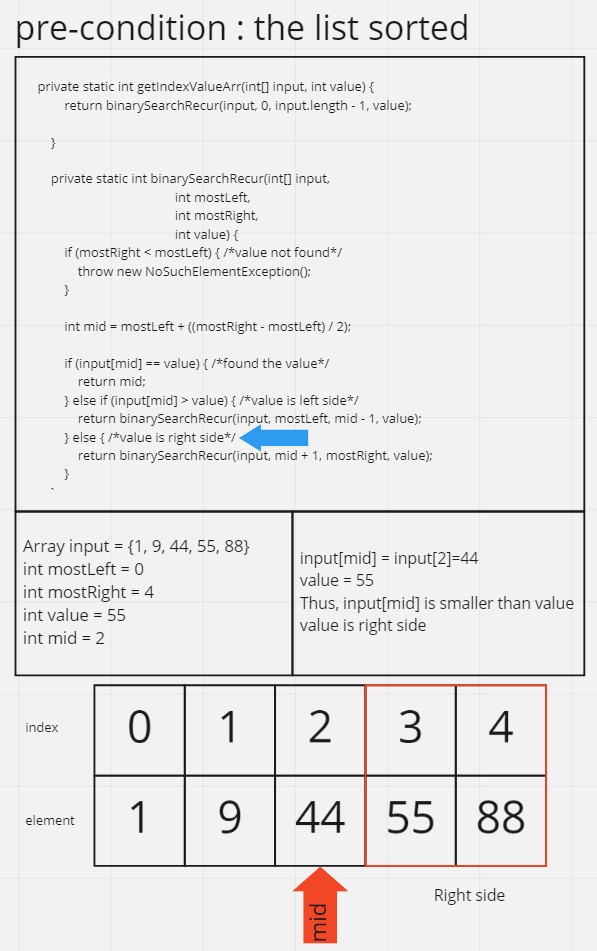 pre-condition : the list sorted
private static int getIndexValueArr(int[] input, int value) {
return binarySearchRecur(input, 0, input.length - 1, value);
}
private static int binarySearchRecur(int[] input,
int mostLeft,
int mostRight,
int value) {
if (mostRight < mostLeft) { /*value not found*/
throw new NoSuchElementException();
}
int mid = mostLeft + ((mostRight - mostLeft) / 2);
if (input[mid] == value) { /*found the value*/
return mid;
} else if (input[mid] > value) { /*value is left side*/
return binarySearchRecur(input, mostLeft, mid - 1, value);
} else { /*value is right side*/
return binarySearchRecur(input, mid + 1, mostRight, value);
}
`
Array input = {1, 9, 44, 55, 88}
int mostLeft = 0
int mostRight = 4
int value = 55
int mid = 2
input[mid] = input[2]=44
value = 55
Thus, input[mid] is smaller than value
value is right side
index 0 1 2 3 4
element 1 9 44 55 88
mid
Right side